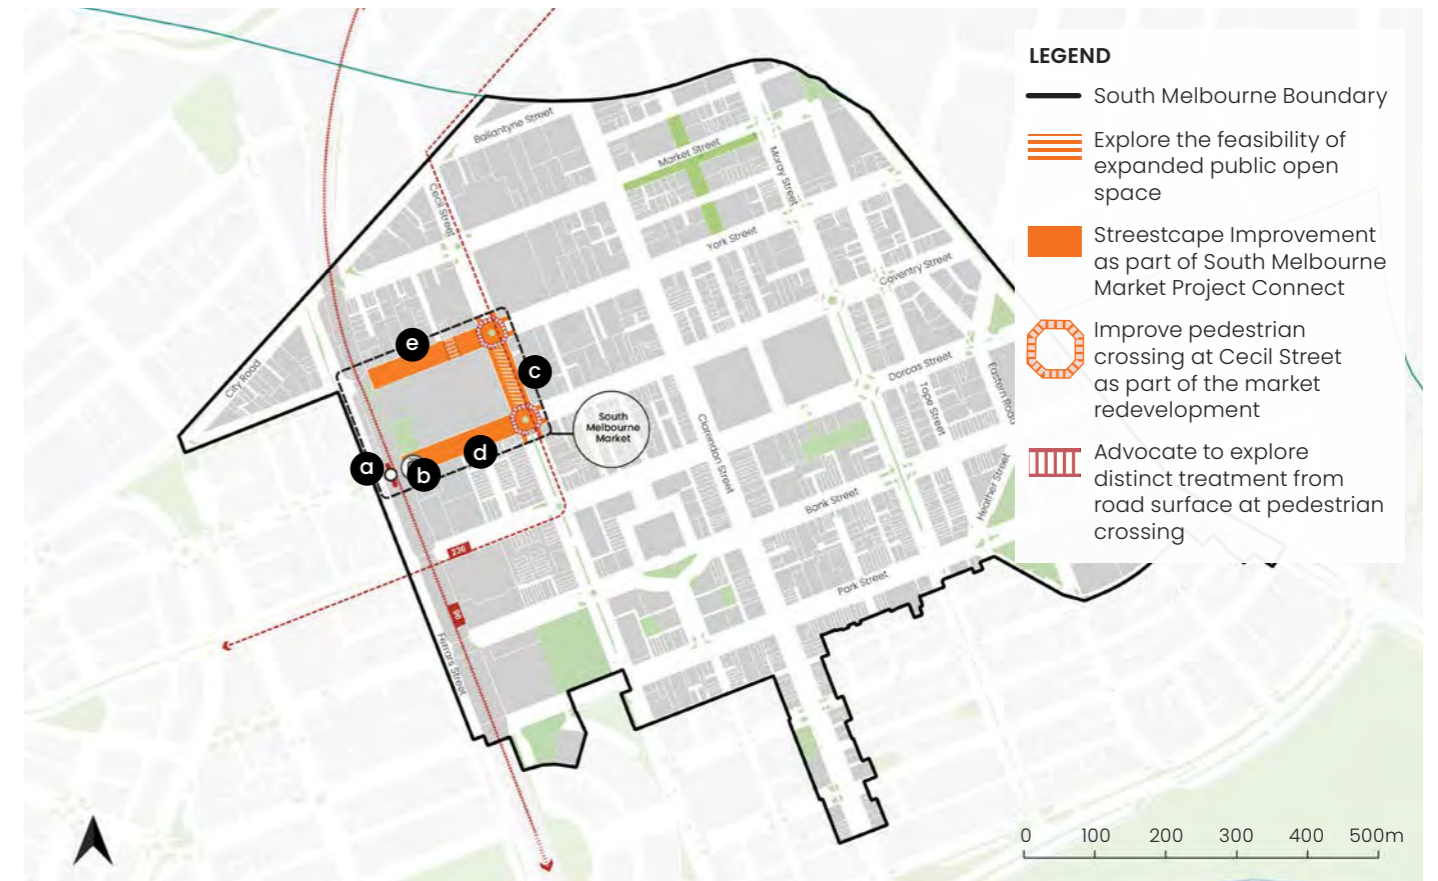 LEGEND
South Melbourne Boundary
Explore the feasibility of
expanded public open
space
Streestcape Improvement
as part of South Melbourne
Market Project Connect
Improve pedestrian
crossing at Cecil Street
as part of the market
redevelopment
Advocate to explore
distinct treatment from
road surface at pedestrian
crossing
Ballantyne Street
Market Street
Moray Street
Cecil Street
York Street
Coventry Street
City Road
e
c
South
Melbourne
Market
Dorcas Street
Tope Street
Eastern Road
Clarendon Street
a
b
d
Bank Street
Heather Street
236
96
Park Street
Ferrars Street
0 100 200 300 400 500m